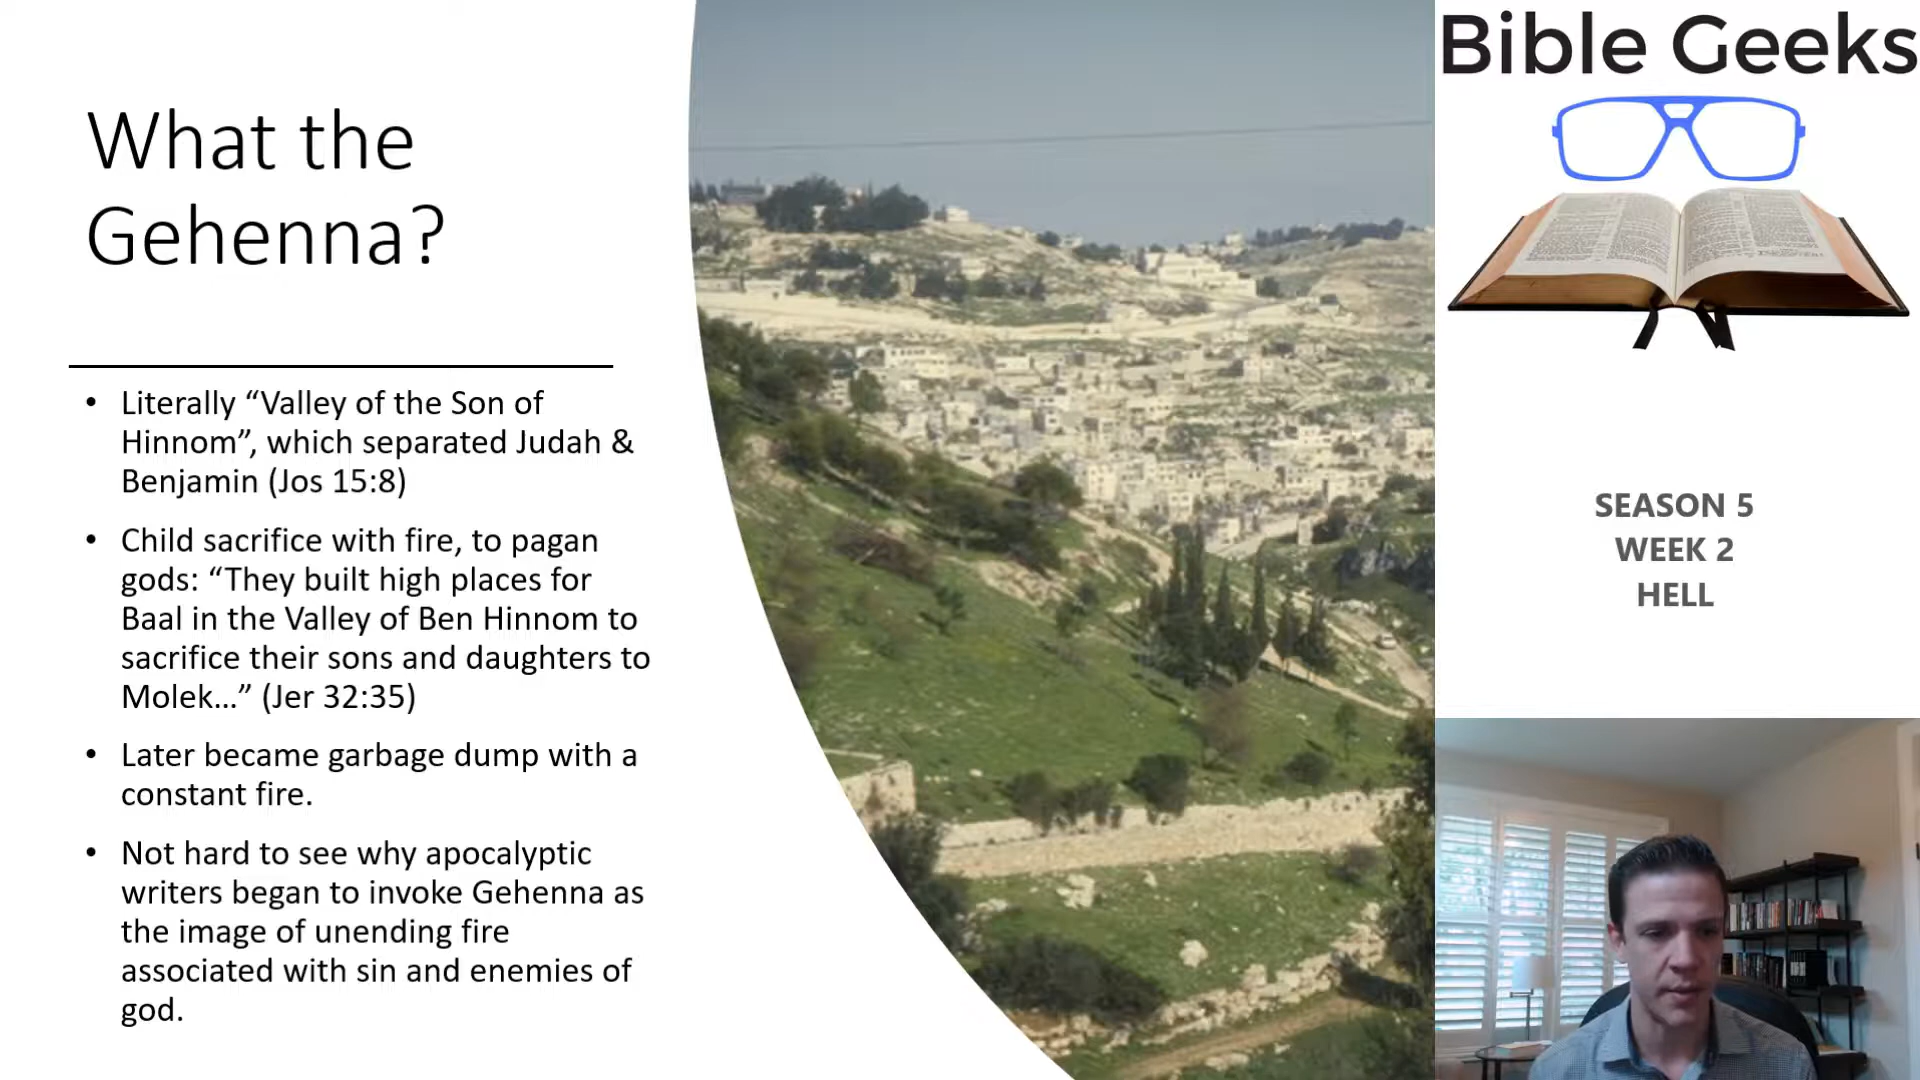 What the
Gehenna?
• Literally “Valley of the Son of
Hinnom”, which separated Judah &
Benjamin (Jos 15:8)
• Child sacrifice with fire, to pagan
gods: “They built high places for
Baal in the Valley of Ben Hinnom to
sacrifice their sons and daughters to
Molek…” (Jer 32:35)
• Later became garbage dump with a
constant fire.
• Not hard to see why apocalyptic
writers began to invoke Gehenna as
the image of unending fire
associated with sin and enemies of
god.
Bible Geeks
SEASON 5
WEEK 2
HELL